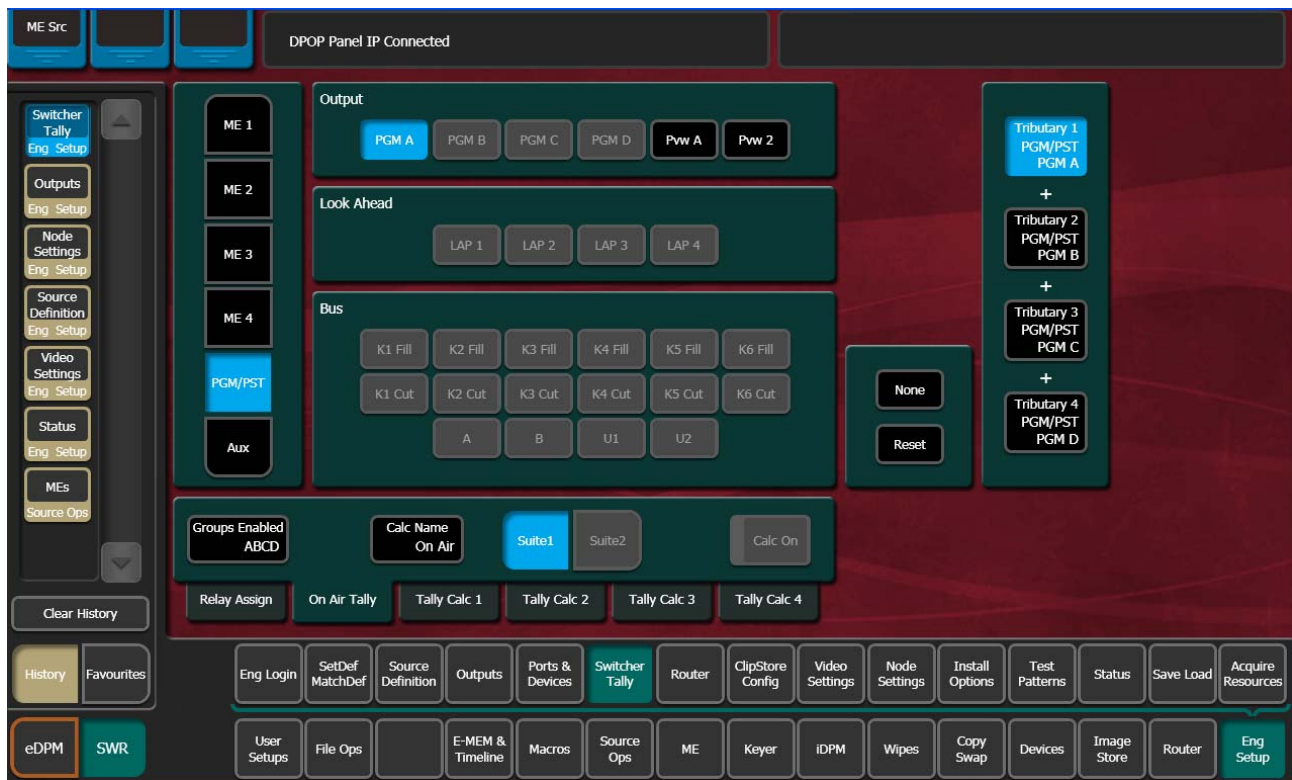 ME Src
DPOP Panel IP Connected
Switcher
Tally
Eng Setup
Outputs
Eng Setup
Node
Settings
Eng Setup
Source
Definition
Eng Setup
Video
Settings
Eng Setup
Status
Eng Setup
MEs
Source Ops
Clear History
History
Favourites
eDPM
SWR
ME 1
ME 2
ME 3
ME 4
PGM/PST
Aux
Output
PGM A
PGM B
PGM C
PGM D
Pvw A
Pvw 2
Look Ahead
LAP 1
LAP 2
LAP 3
LAP 4
Bus
K1 Fill
K2 Fill
K3 Fill
K4 Fill
K5 Fill
K6 Fill
K1 Cut
K2 Cut
K3 Cut
K4 Cut
K5 Cut
K6 Cut
A
B
U1
U2
None
Reset
Tributary 1
PGM/PST
PGM A
+
Tributary 2
PGM/PST
PGM B
+
Tributary 3
PGM/PST
PGM C
+
Tributary 4
PGM/PST
PGM D
Groups Enabled
ABCD
Calc Name
On Air
Suite1
Suite2
Calc On
Relay Assign
On Air Tally
Tally Calc 1
Tally Calc 2
Tally Calc 3
Tally Calc 4
Eng Login
SetDef
MatchDef
Source
Definition
Outputs
Ports &
Devices
Switcher
Tally
Router
ClipStore
Config
Video
Settings
Node
Settings
Install
Options
Test
Patterns
Status
Save Load
Acquire
Resources
User
Setups
File Ops
E-MEM &
Timeline
Macros
Source
Ops
ME
Keyer
iDPM
Wipes
Copy
Swap
Devices
Image
Store
Router
Eng
Setup